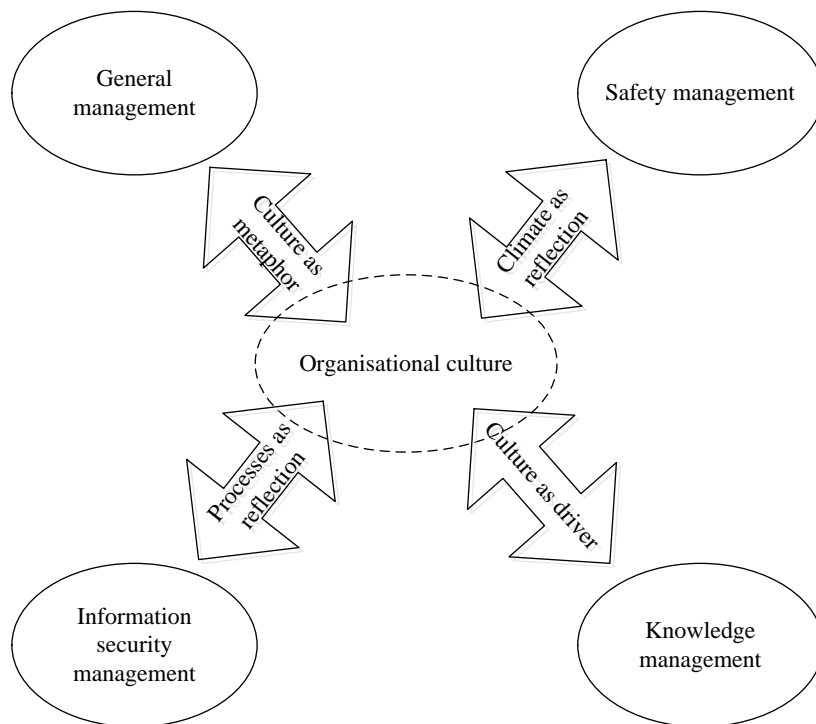 General
management
Safety management
Culture as
metaphor
Climate as
reflection
Organisational culture
Processes as
reflection
Culture as driver
Information
security
management
Knowledge
management